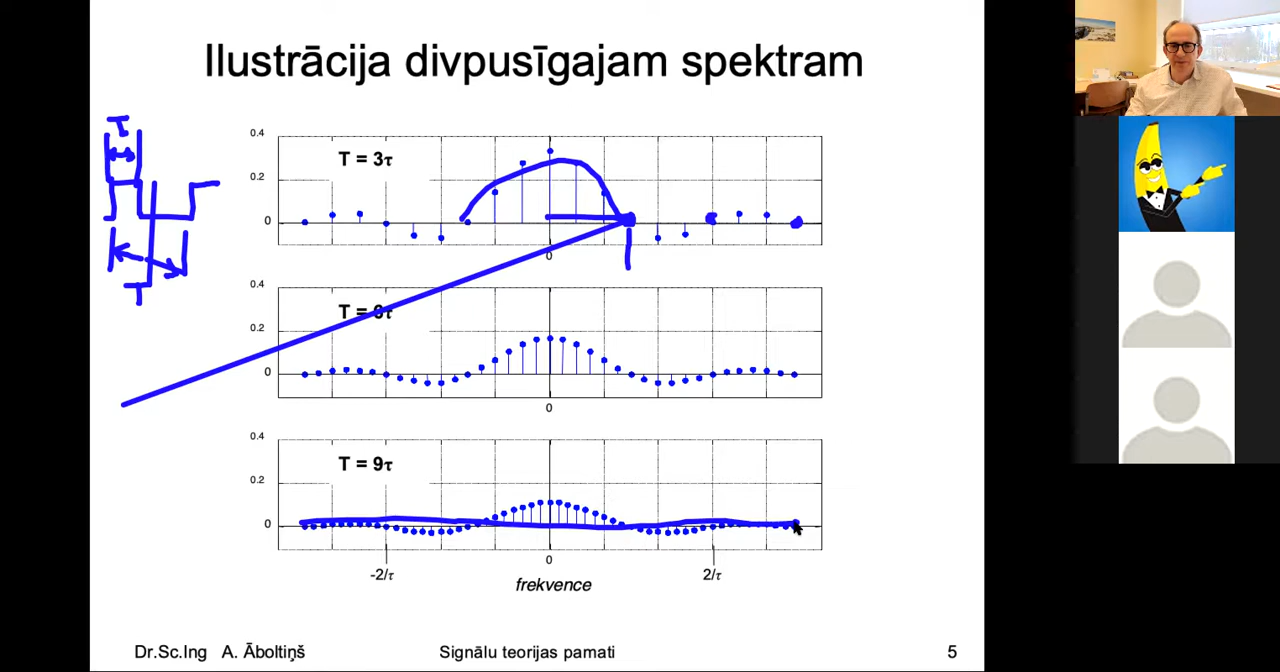 Ilustrācija divpusīgajam spektram
τ
T
0.4
T = 3τ
0.2
0
0
0.4
T = 6τ
0.2
0
0
0.4
T = 9τ
0.2
0
0
-2/τ
2/τ
frekvence
Dr.Sc.Ing A. Āboltiņš
Signālu teorijas pamati
5